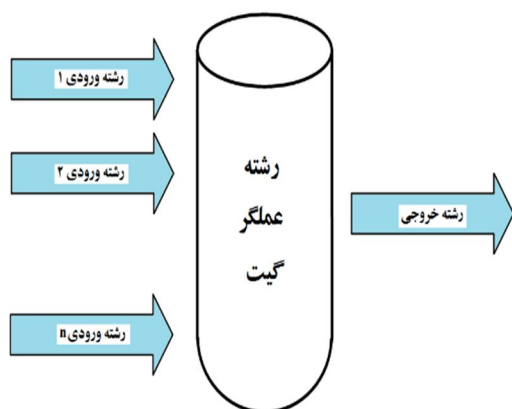 رشته ورودی ۱
رشته ورودی ۲
رشته
عملگر
گیت
رشته خروجی
رشته ورودی n